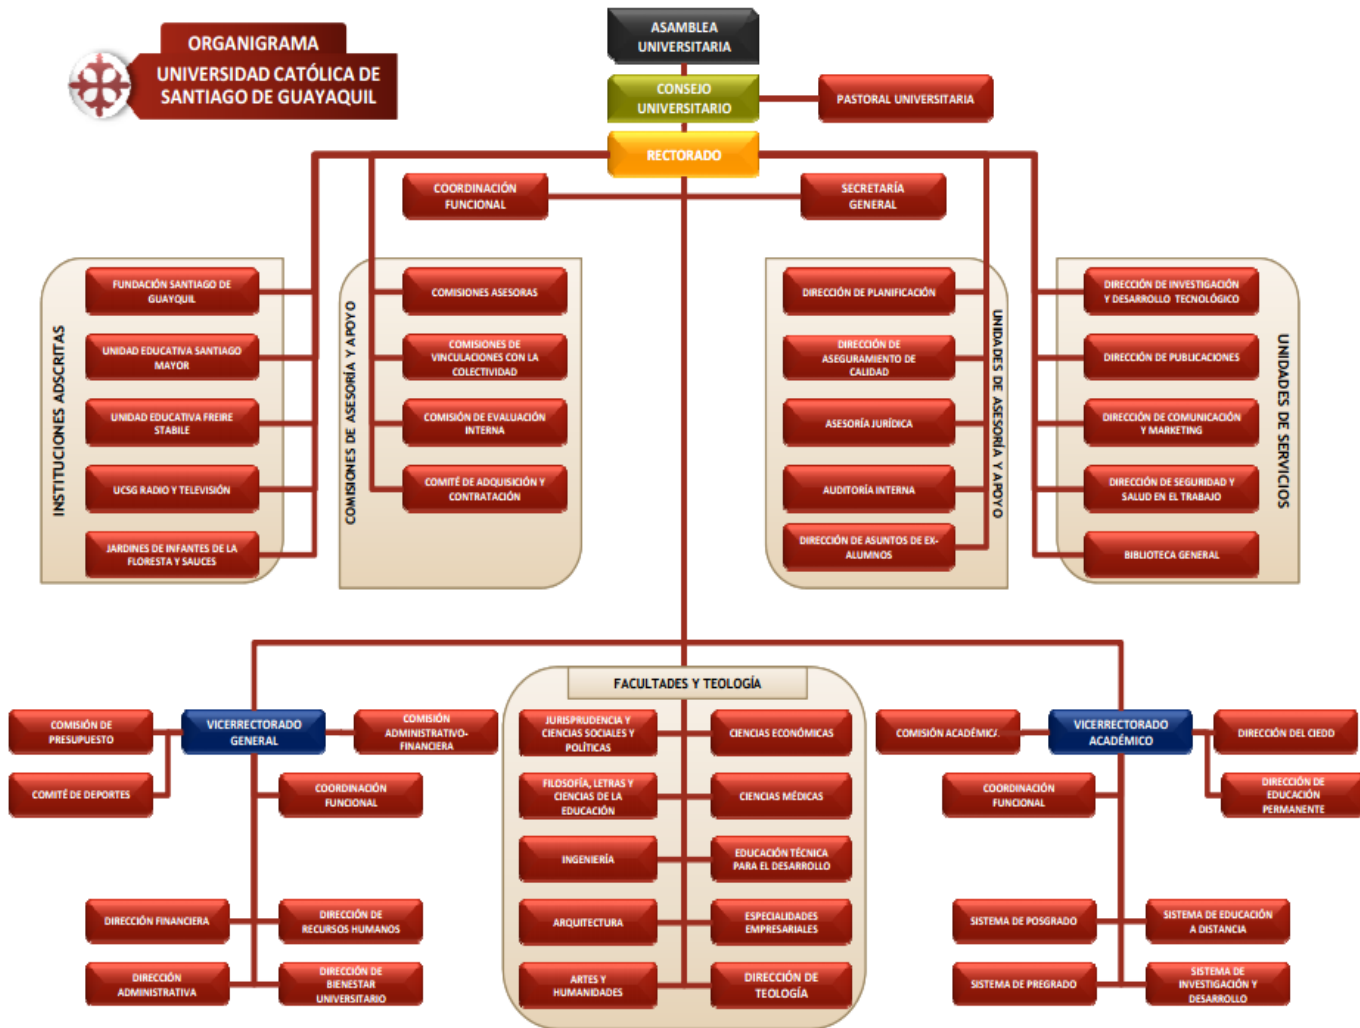 ORGANIGRAMA
UNIVERSIDAD CATÓLICA DE
SANTIAGO DE GUAYAQUIL
ASAMBLEA
UNIVERSITARIA
CONSEJO
UNIVERSITARIO
PASTORAL UNIVERSITARIA
RECTORADO
COORDINACIÓN
FUNCIONAL
SECRETARÍA
GENERAL
INSTITUCIONES ADSCRITAS
FUNDACIÓN SANTIAGO DE
GUAYQUIL
UNIDAD EDUCATIVA SANTIAGO
MAYOR
UNIDAD EDUCATIVA FREIRE
STABILE
UCSG RADIO Y TELEVISIÓN
JARDINES DE INFANTES DE LA
FLORESTA Y SAUCES
COMISIONES DE ASESORÍA Y APOYO
COMISIONES ASESORAS
COMISIONES DE
VINCULACIONES CON LA
COLECTIVIDAD
COMISIÓN DE EVALUACIÓN
INTERNA
COMITÉ DE ADQUISICIÓN Y
CONTRATACIÓN
DIRECCIÓN DE PLANIFICACIÓN
DIRECCIÓN DE
ASEGURAMIENTO DE
CALIDAD
ASESORÍA JURÍDICA
AUDITORÍA INTERNA
DIRECCIÓN DE ASUNTOS DE EX-
ALUMNOS
UNIDADES DE ASESORÍA Y APOYO
DIRECCIÓN DE INVESTIGACIÓN
Y DESARROLLO TECNOLÓGICO
DIRECCIÓN DE PUBLICACIONES
DIRECCIÓN DE COMUNICACIÓN
Y MARKETING
DIRECCIÓN DE SEGURIDAD Y
SALUD EN EL TRABAJO
BIBLIOTECA GENERAL
UNIDADES DE SERVICIOS
COMISIÓN DE
PRESUPUESTO
VICERRECTORADO
GENERAL
COMISIÓN
ADMINISTRATIVO-
FINANCIERA
COMITÉ DE DEPORTES
COORDINACIÓN
FUNCIONAL
DIRECCIÓN FINANCIERA
DIRECCIÓN DE
RECURSOS HUMANOS
DIRECCIÓN
ADMINISTRATIVA
DIRECCIÓN DE
BIENESTAR
UNIVERSITARIO
FACULTADES Y TEOLOGÍA
JURISPRUDENCIA Y
CIENCIAS SOCIALES Y
POLÍTICAS
CIENCIAS ECONÓMICAS
FILOSOFÍA, LETRAS Y
CIENCIAS DE LA
EDUCACIÓN
CIENCIAS MÉDICAS
INGENIERÍA
EDUCACIÓN TÉCNICA
PARA EL DESARROLLO
ARQUITECTURA
ESPECIALIDADES
EMPRESARIALES
ARTES Y
HUMANIDADES
DIRECCIÓN DE
TEOLOGÍA
COMISIÓN ACADÉMICA
VICERRECTORADO
ACADÉMICO
DIRECCIÓN DEL CIEDD
COORDINACIÓN
FUNCIONAL
DIRECCIÓN DE
EDUCACIÓN
PERMANENTE
SISTEMA DE POSGRADO
SISTEMA DE EDUCACIÓN
A DISTANCIA
SISTEMA DE PREGRADO
SISTEMA DE
INVESTIGACIÓN Y
DESARROLLO